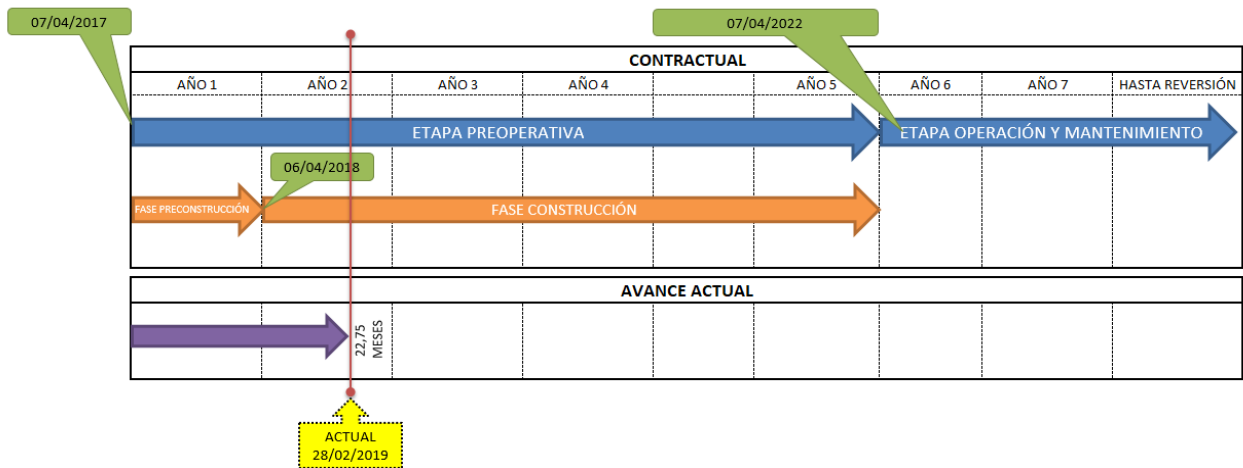 07/04/2017
07/04/2022
CONTRACTUAL
AÑO 1 AÑO 2 AÑO 3 AÑO 4 AÑO 5 AÑO 6 AÑO 7 HASTA REVERSIÓN
ETAPA PREOPERATIVA ETAPA OPERACIÓN Y MANTENIMIENTO
06/04/2018
FASE PRECONSTRUCCIÓN FASE CONSTRUCCIÓN
AVANCE ACTUAL
22,75
MESES
ACTUAL
28/02/2019